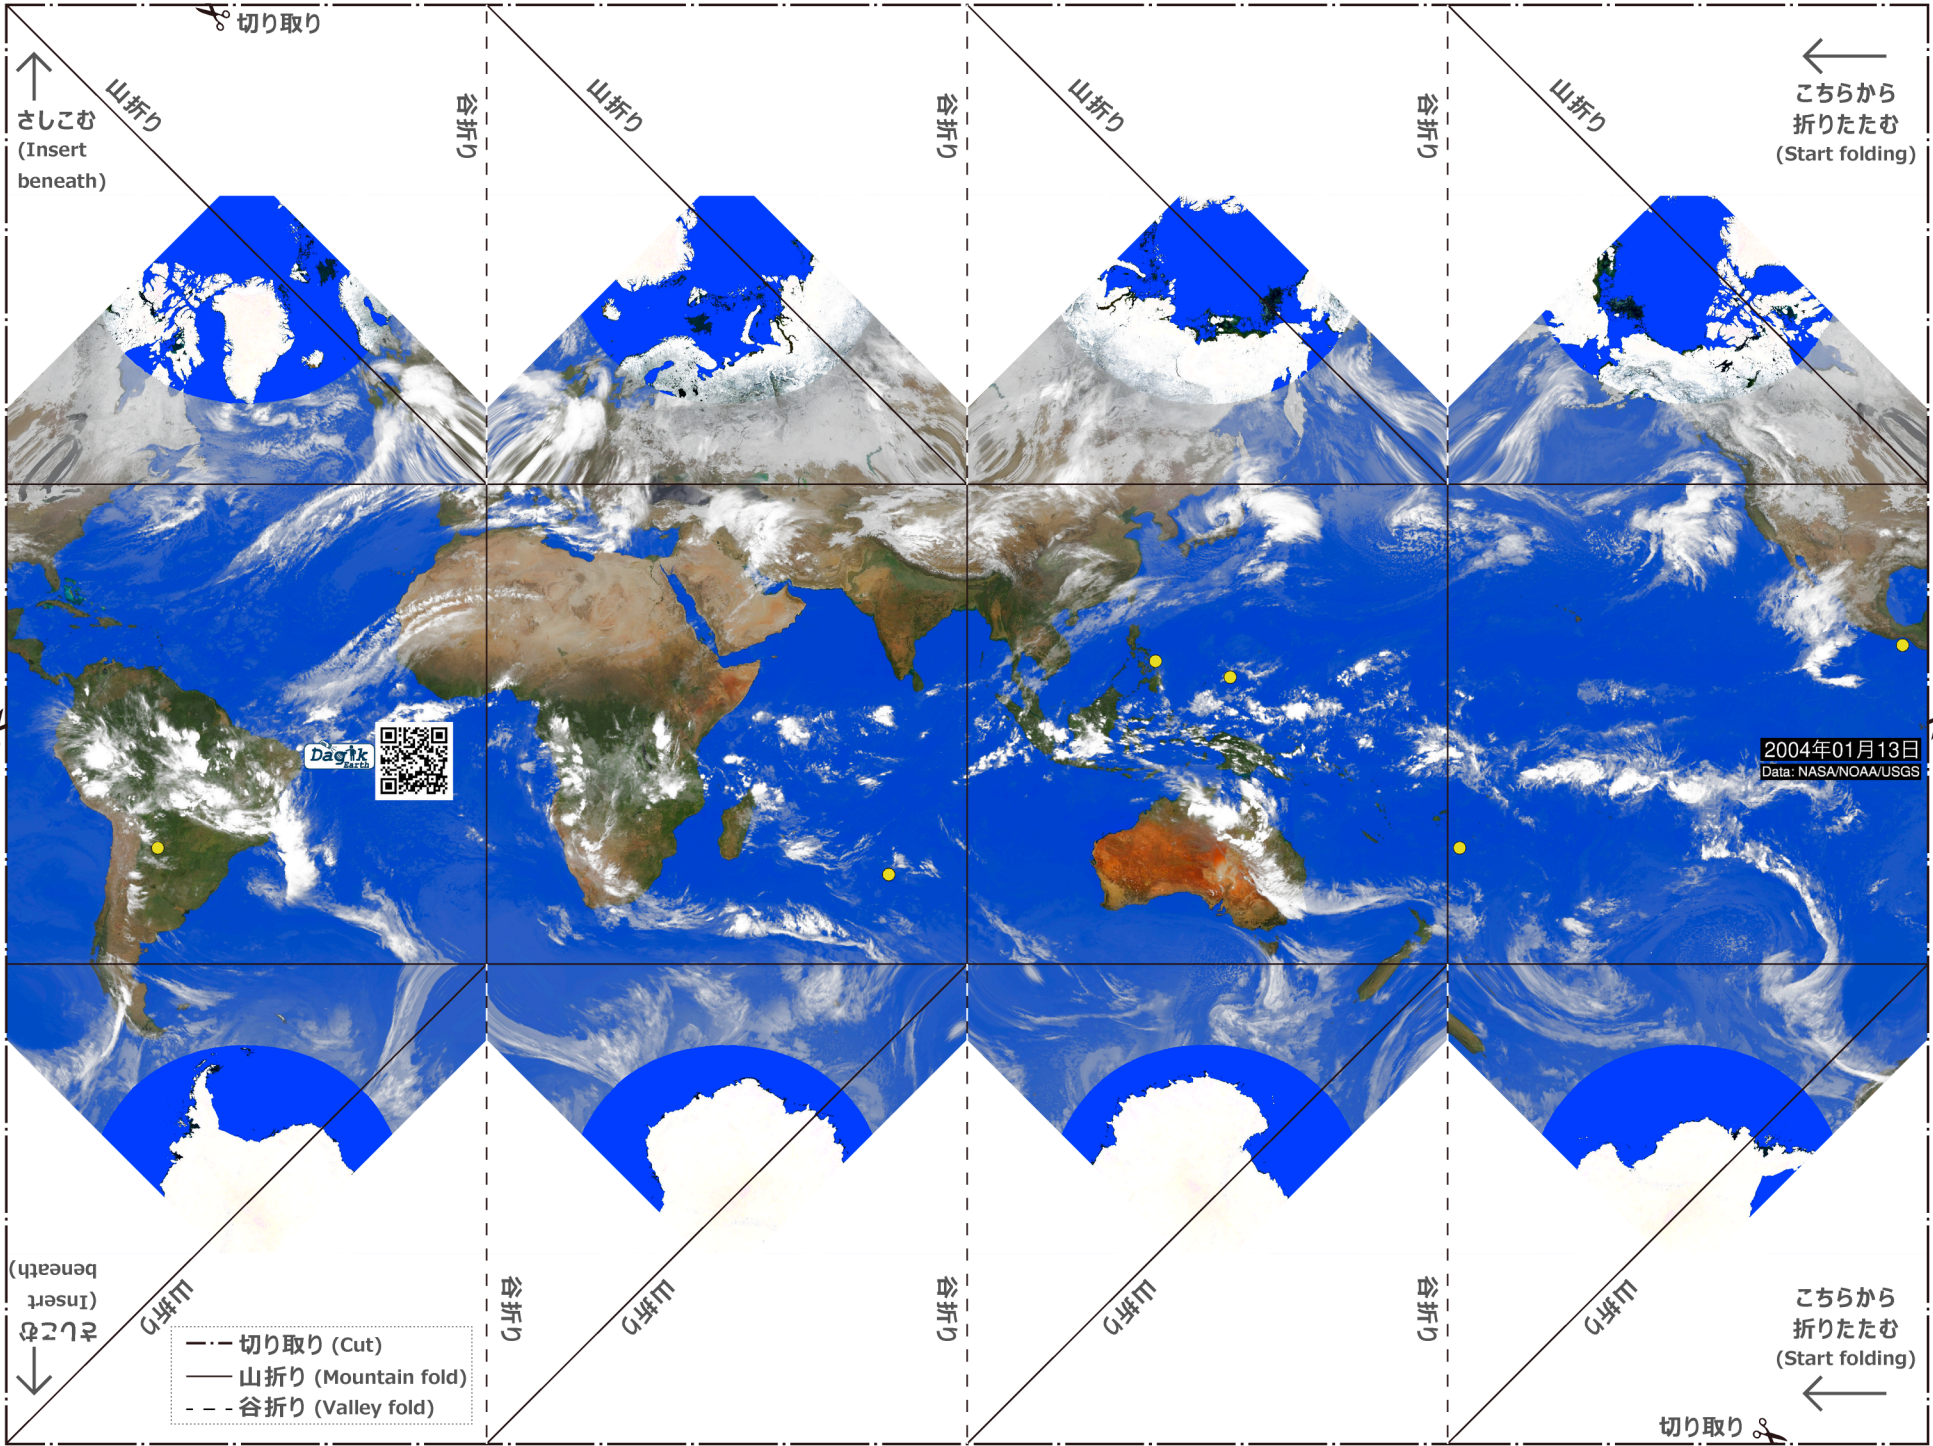 切り取り
さしこむ
(Insert
beneath)
山折り
谷折り
山折り
谷折り
山折り
谷折り
山折り
こちらから
折りたたむ
(Start folding)
Dagik
Earth
2004年01月13日
Data: NASA/NOAA/USGS
さしこむ
(Insert
beneath)
山折り
谷折り
山折り
谷折り
山折り
谷折り
山折り
こちらから
折りたたむ
(Start folding)
切り取り (Cut)
山折り (Mountain fold)
谷折り (Valley fold)
切り取り